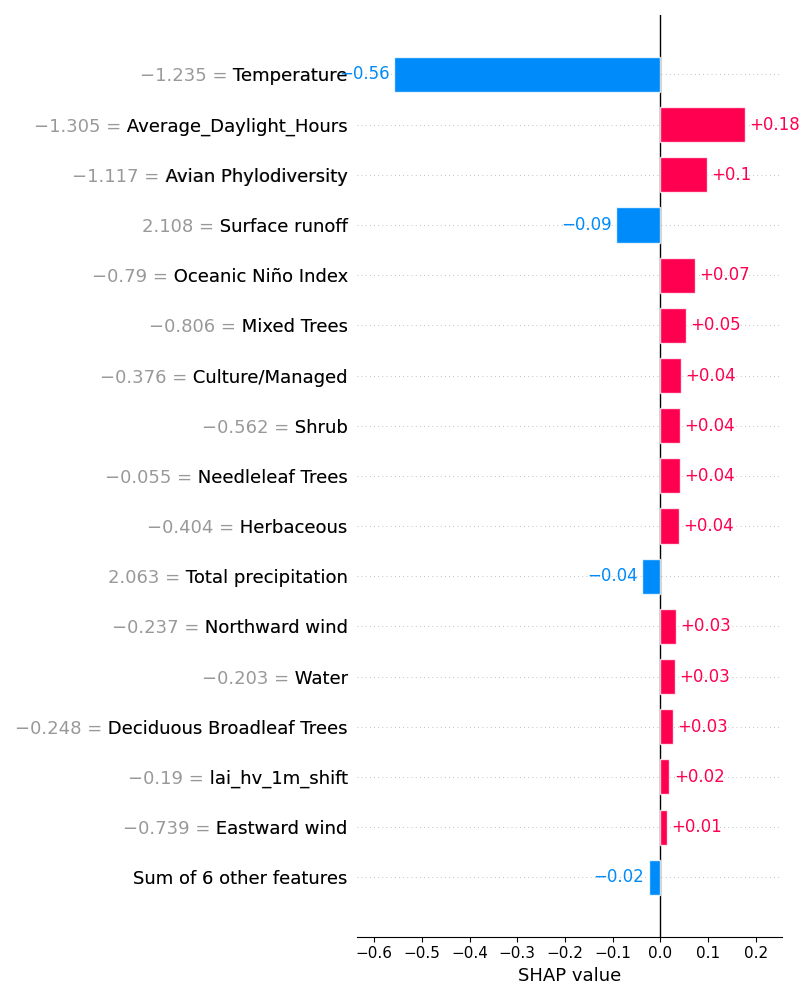 −1.235 = Temperature −0.56
−1.305 = Average_Daylight_Hours +0.18
−1.117 = Avian Phylodiversity +0.1
2.108 = Surface runoff −0.09
−0.79 = Oceanic Niño Index +0.07
−0.806 = Mixed Trees +0.05
−0.376 = Culture/Managed +0.04
−0.562 = Shrub +0.04
−0.055 = Needleleaf Trees +0.04
−0.404 = Herbaceous +0.04
2.063 = Total precipitation −0.04
−0.237 = Northward wind +0.03
−0.203 = Water +0.03
−0.248 = Deciduous Broadleaf Trees +0.03
−0.19 = lai_hv_1m_shift +0.02
−0.739 = Eastward wind +0.01
Sum of 6 other features −0.02
−0.6 −0.5 −0.4 −0.3 −0.2 −0.1 0.0 0.1 0.2
SHAP value